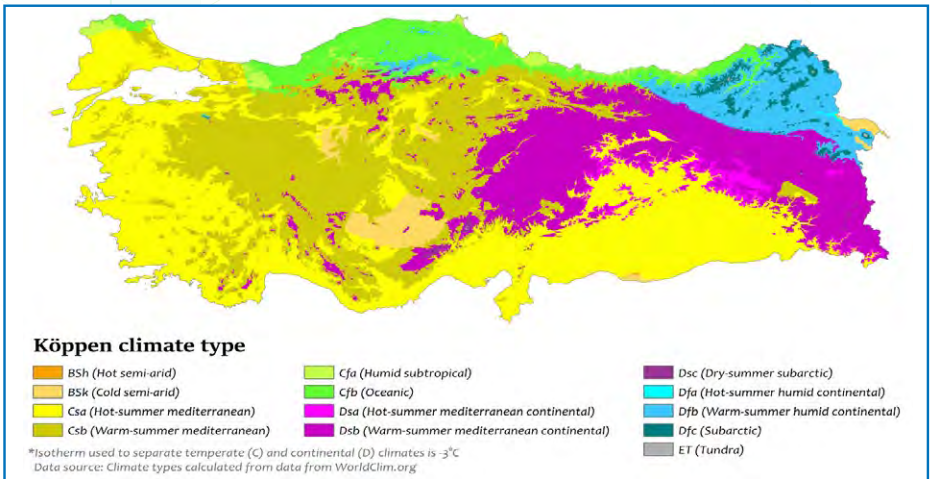 Köppen climate type
BSh (Hot semi-arid)
BSk (Cold semi-arid)
Csa (Hot-summer mediterranean)
Csb (Warm-summer mediterranean)
Cfa (Humid subtropical)
Cfb (Oceanic)
Dsa (Hot-summer mediterranean continental)
Dsb (Warm-summer mediterranean continental)
Dsc (Dry-summer subarctic)
Dfa (Hot-summer humid continental)
Dfb (Warm-summer humid continental)
Dfc (Subarctic)
ET (Tundra)
*Isotherm used to separate temperate (C) and continental (D) climates is -3°C
Data source: Climate types calculated from data from WorldClim.org